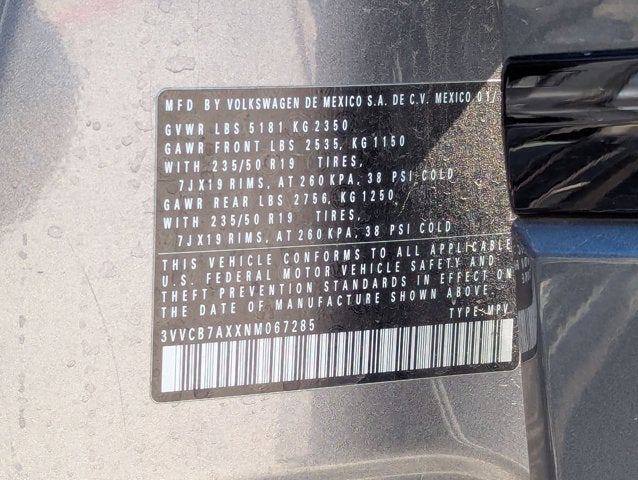 MFD BY VOLKSWAGEN DE MEXICO S.A. DE C.V. MEXICO 01/
GVWR LBS 5181 KG 2350
GAWR FRONT LBS 2535, KG 1150
WITH 235/50 R19 TIRES,
7JX19 RIMS, AT 260 KPA, 38 PSI COLD
GAWR REAR LBS 2756, KG 1250
WITH 235/50 R19 TIRES,
7JX19 RIMS, AT 260 KPA, 38 PSI COLD
THIS VEHICLE CONFORMS TO ALL APPLICABLE
U.S. FEDERAL MOTOR VEHICLE SAFETY AND
THEFT PREVENTION STANDARDS IN EFFECT ON
THE DATE OF MANUFACTURE SHOWN ABOVE.
3VVCB7AXXNM067285 TYPE-MPV